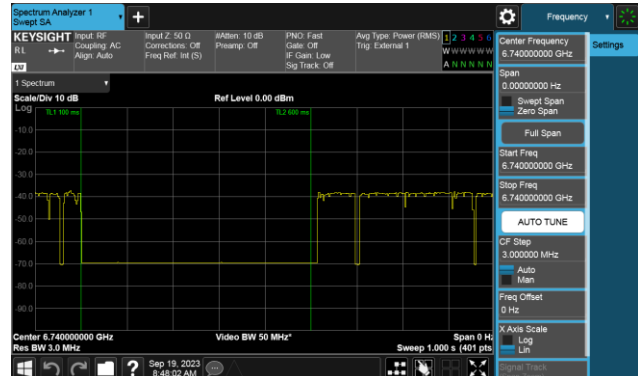 Spectrum Analyzer 1
Swept SA
Frequency
KEYSIGHT
RL
LXI
Input: RF
Coupling: AC
Align: Auto
Input Z: 50 Ω
Corrections: Off
Freq Ref: Int (S)
#Atten: 10 dB
Preamp: Off
PNO: Fast
Gate: Off
IF Gain: Low
Sig Track: Off
Avg Type: Power (RMS)
Trig: External 1
1 2 3 4 5 6
W W W W W W
A N N N N N
1 Spectrum
Scale/Div 10 dB
Ref Level 0.00 dBm
Log
TL1 100 ms
TL2 600 ms
-10.0
-20.0
-30.0
-40.0
-50.0
-60.0
-70.0
-80.0
-90.0
Center 6.740000000 GHz
Res BW 3.0 MHz
Video BW 50 MHz*
Span 0 Hz
Sweep 1.000 s (401 pts)
Sep 19, 2023
8:48:02 AM
Center Frequency
6.740000000 GHz
Span
0.00000000 Hz
Swept Span
Zero Span
Full Span
Start Freq
6.740000000 GHz
Stop Freq
6.740000000 GHz
AUTO TUNE
CF Step
3.000000 MHz
Auto
Man
Freq Offset
0 Hz
X Axis Scale
Log
Lin
Signal Track
Settings